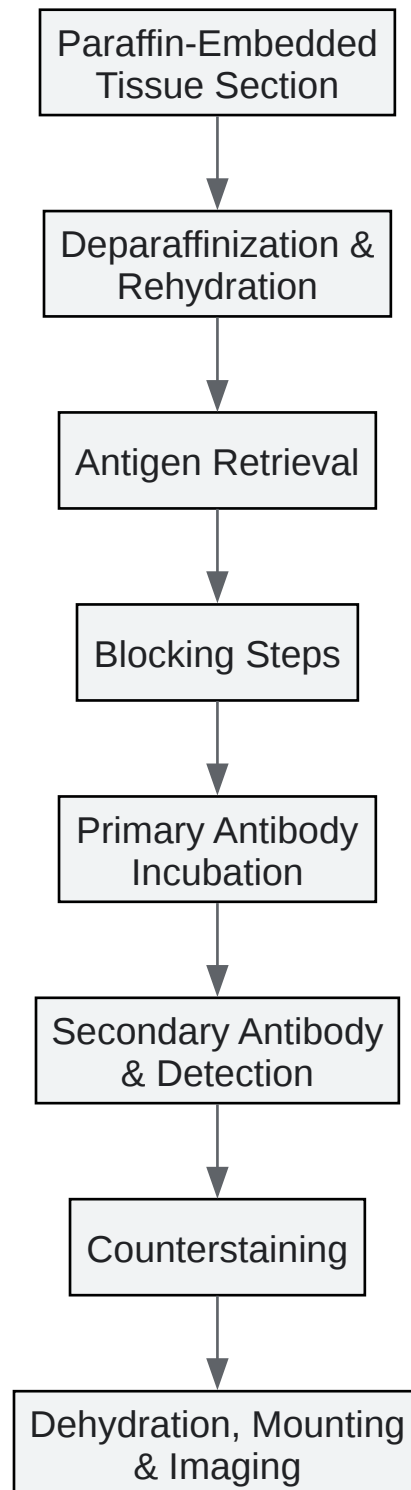 Paraffin-Embedded
Tissue Section
Deparaffinization &
Rehydration
Antigen Retrieval
Blocking Steps
Primary Antibody
Incubation
Secondary Antibody
& Detection
Counterstaining
Dehydration, Mounting
& Imaging